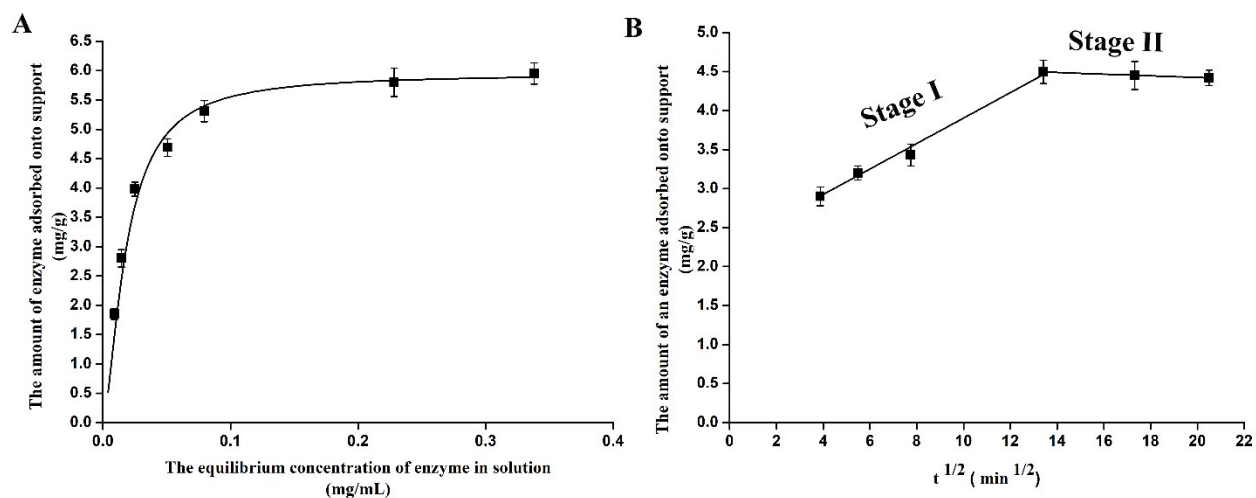 A
The amount of enzyme adsorbed onto support
(mg/g)
6.5
6.0
5.5
5.0
4.5
4.0
3.5
3.0
2.5
2.0
1.5
1.0
0.5
0.0
0.0 0.1 0.2 0.3 0.4
The equilibrium concentration of enzyme in solution
(mg/mL)
B
The amount of an enzyme adsorbed onto support
(mg/g)
Stage I
Stage II
5.0
4.5
4.0
3.5
3.0
2.5
2.0
1.5
1.0
0.5
0.0
0 2 4 6 8 10 12 14 16 18 20 22
t 1/2 ( min 1/2)